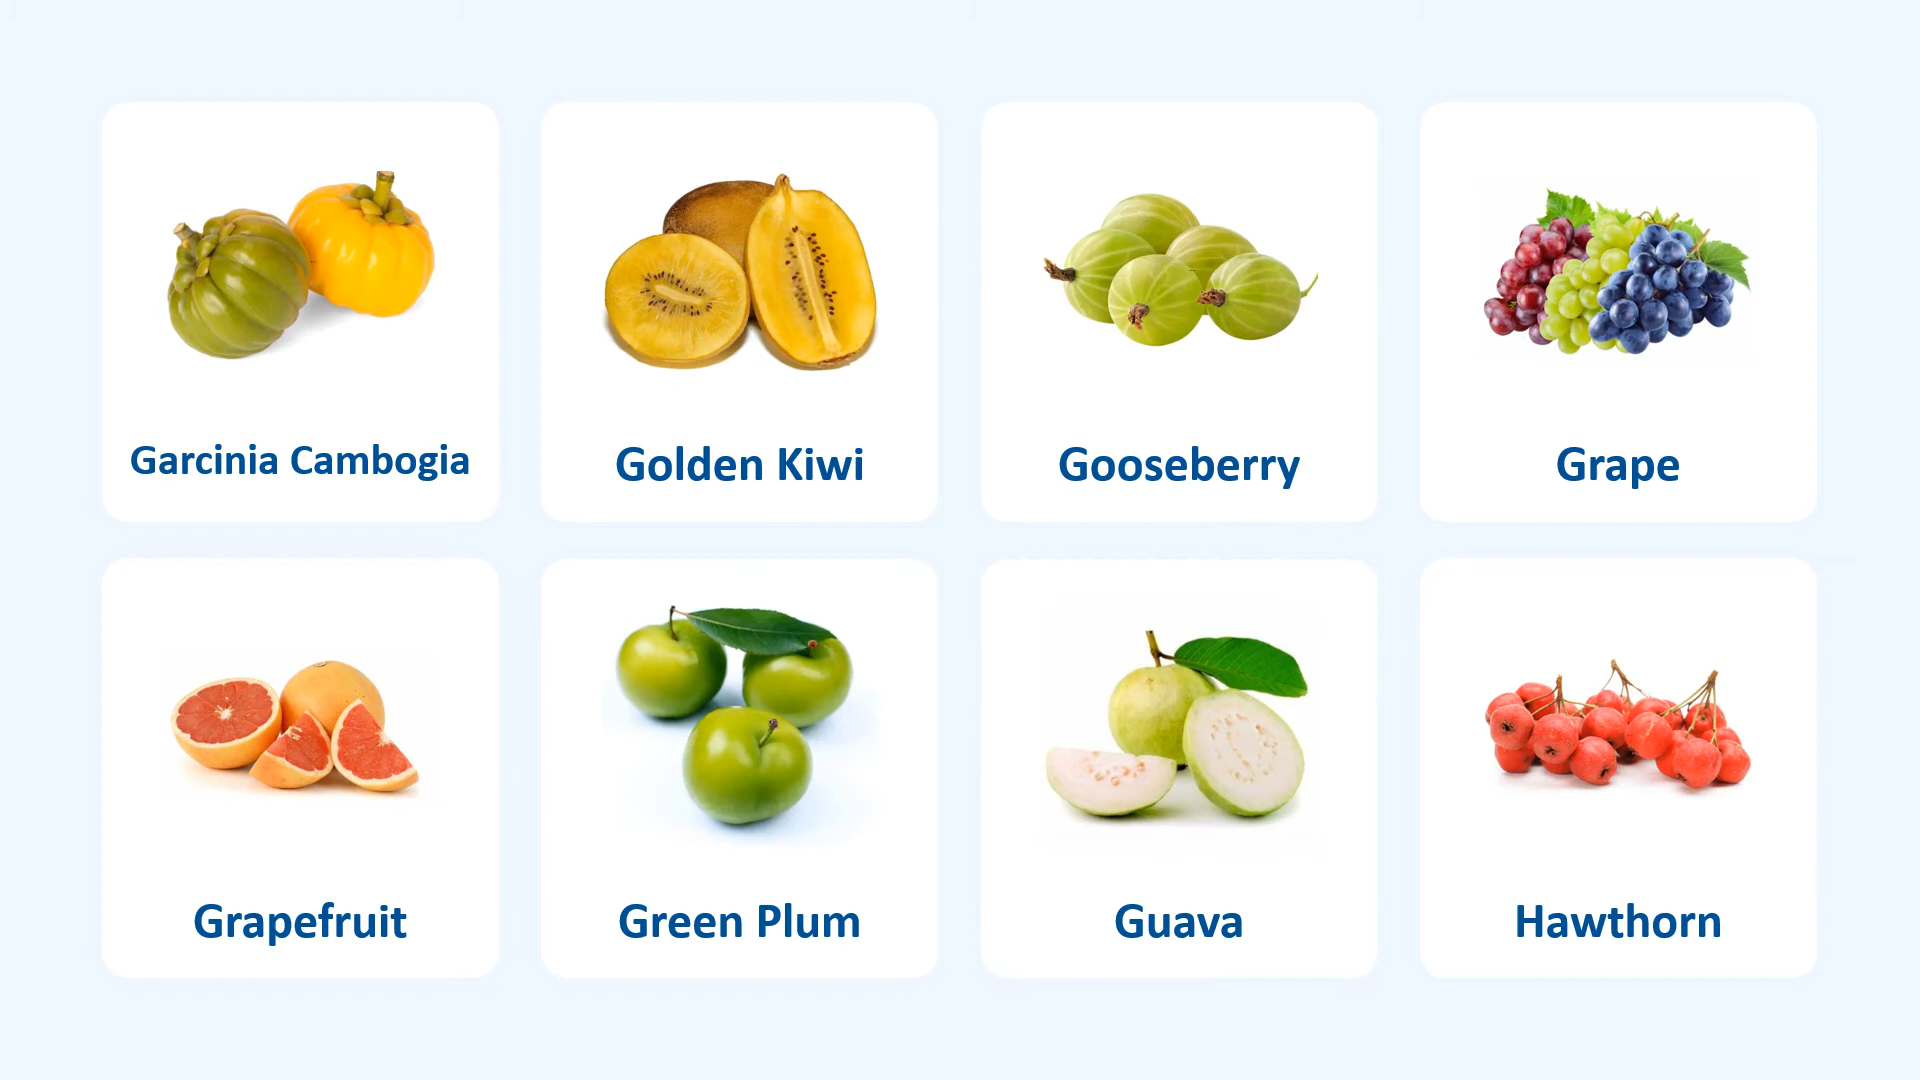 Garcinia Cambogia
Golden Kiwi
Gooseberry
Grape
Grapefruit
Green Plum
Guava
Hawthorn